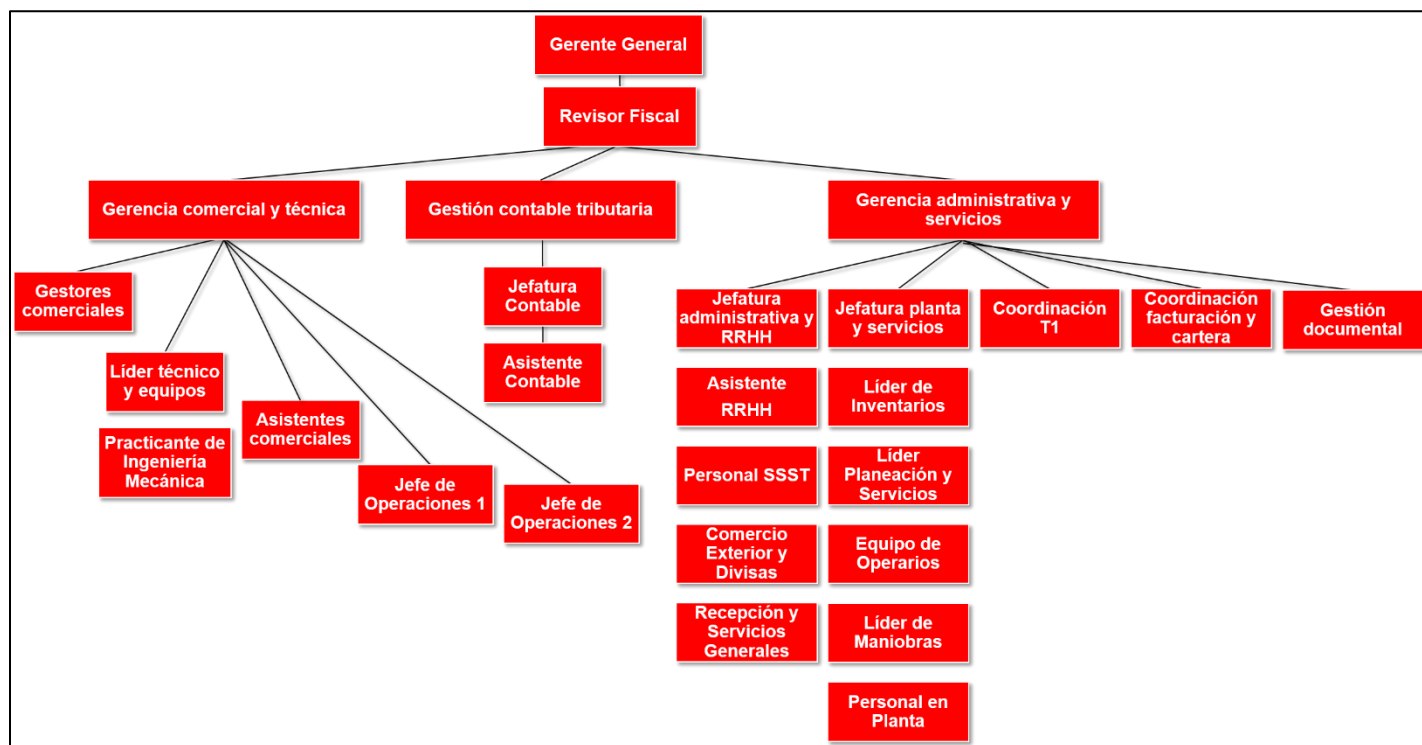 Gerente General
Revisor Fiscal
Gerencia comercial y técnica
Gestión contable tributaria
Gerencia administrativa y
servicios
Gestores
comerciales
Líder técnico
y equipos
Practicante de
Ingeniería
Mecánica
Asistentes
comerciales
Jefe de
Operaciones 1
Jefe de
Operaciones 2
Jefatura
Contable
Asistente
Contable
Jefatura
administrativa y
RRHH
Asistente
RRHH
Personal SSST
Comercio
Exterior y
Divisas
Recepción y
Servicios
Generales
Jefatura planta
y servicios
Líder de
Inventarios
Líder
Planeación y
Servicios
Equipo de
Operarios
Líder de
Maniobras
Personal en
Planta
Coordinación
T1
Coordinación
facturación y
cartera
Gestión
documental